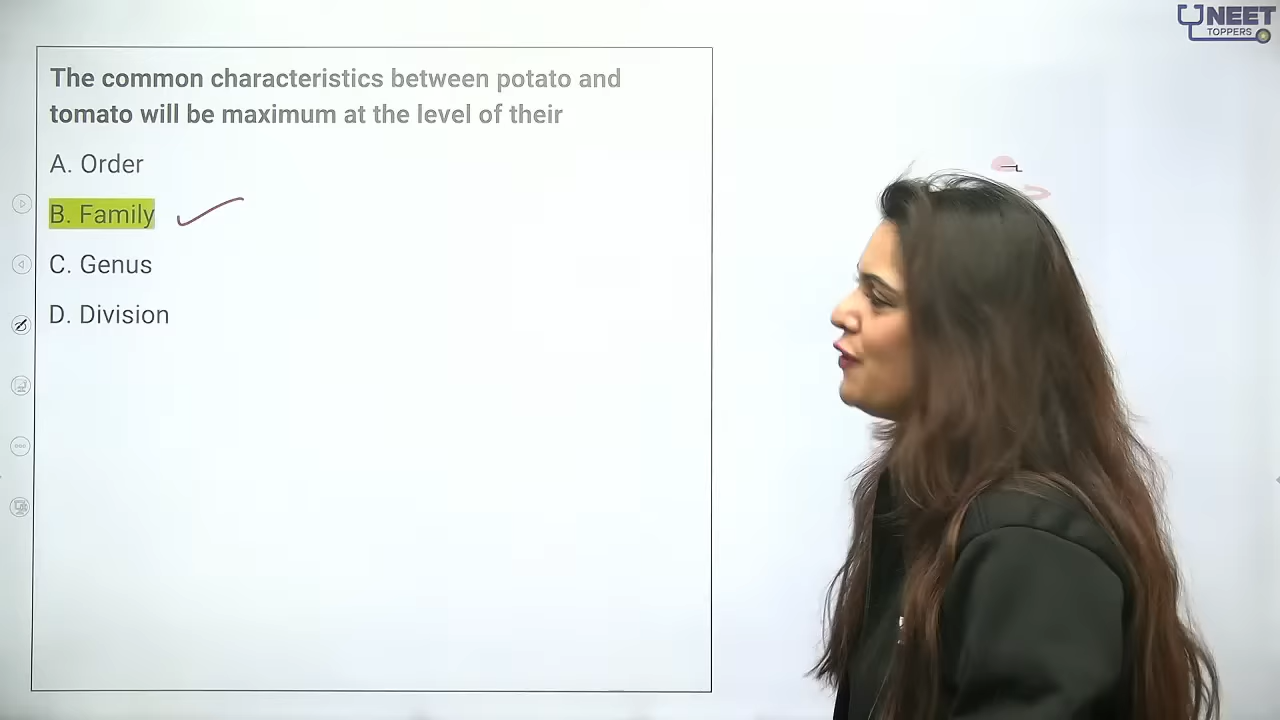 NEET
TOPPERS
The common characteristics between potato and
tomato will be maximum at the level of their
A. Order
B. Family
C. Genus
D. Division